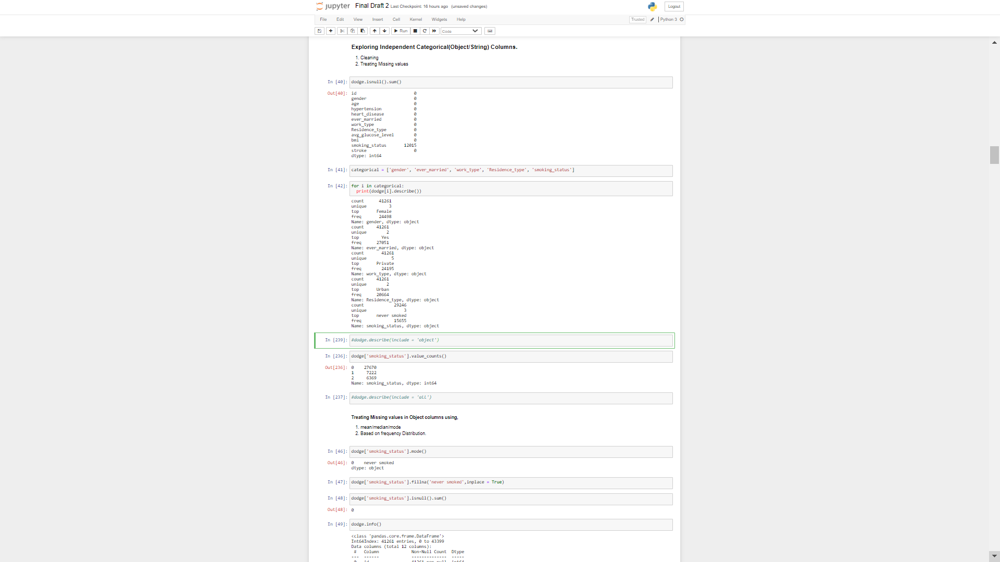 jupyter Final Draft 2 Last Checkpoint: 16 hours ago (unsaved changes) Logout
File Edit View Insert Cell Kernel Widgets Help Trusted Python 3
Run Code
Exploring Independent Categorical(Object/String) Columns.
1. Cleaning
2. Treating Missing values
In [40]: dodge.isnull().sum()
Out[40]: id 0
gender 0
age 0
hypertension 0
heart_disease 0
ever_married 0
work_type 0
Residence_type 0
avg_glucose_level 0
bmi 0
smoking_status 12015
stroke 0
dtype: int64
In [41]: categorical = ['gender', 'ever_married', 'work_type', 'Residence_type', 'smoking_status']
In [42]: for i in categorical:
print(dodge[i].describe())
count 41261
unique 3
top Female
freq 24498
Name: gender, dtype: object
count 41261
unique 2
top Yes
freq 27051
Name: ever_married, dtype: object
count 41261
unique 5
top Private
freq 24195
Name: work_type, dtype: object
count 41261
unique 2
top Urban
freq 20664
Name: Residence_type, dtype: object
count 29246
unique 3
top never smoked
freq 15655
Name: smoking_status, dtype: object
In [239]: #dodge.describe(include = 'object')
In [236]: dodge['smoking_status'].value_counts()
Out[236]: 0 27670
1 7222
2 6369
Name: smoking_status, dtype: int64
In [237]: #dodge.describe(include = 'all')
Treating Missing values in Object columns using,
1. mean/median/mode
2. Based on frequency Distribution.
In [46]: dodge['smoking_status'].mode()
Out[46]: 0 never smoked
dtype: object
In [47]: dodge['smoking_status'].fillna('never smoked',inplace = True)
In [48]: dodge['smoking_status'].isnull().sum()
Out[48]: 0
In [49]: dodge.info()
<class 'pandas.core.frame.DataFrame'>
Int64Index: 41261 entries, 0 to 43399
Data columns (total 12 columns):
# Column Non-Null Count Dtype
--- ------ -------------- -----
0 id 41261 non-null int64